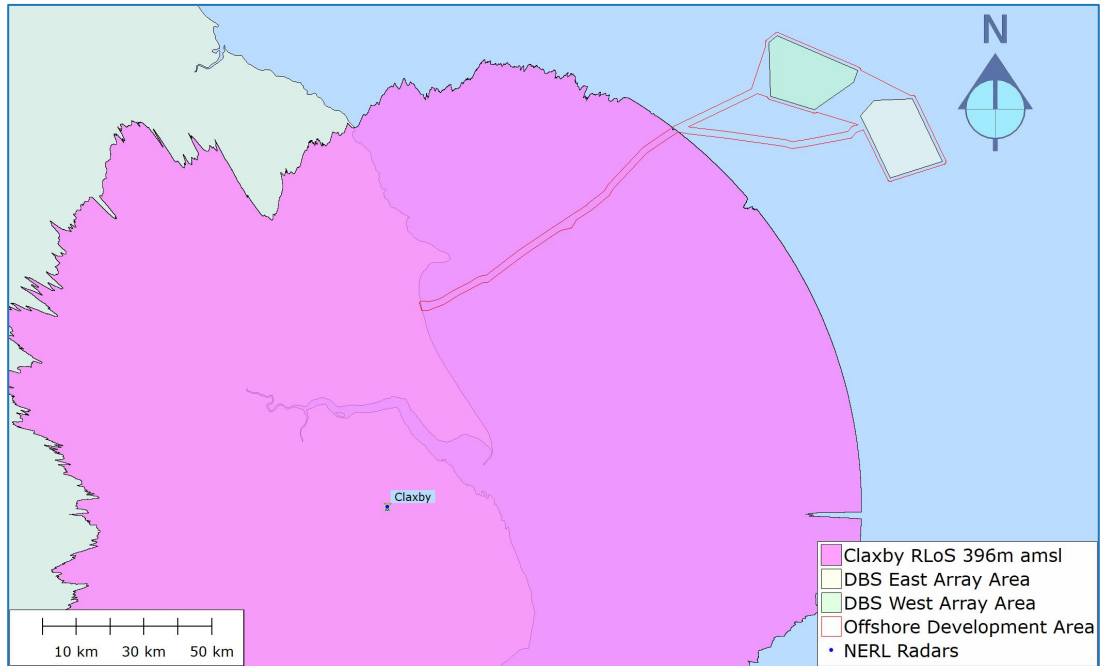 N
Claxby
Claxby RLoS 396m amsl
DBS East Array Area
DBS West Array Area
Offshore Development Area
NERL Radars
10 km 30 km 50 km